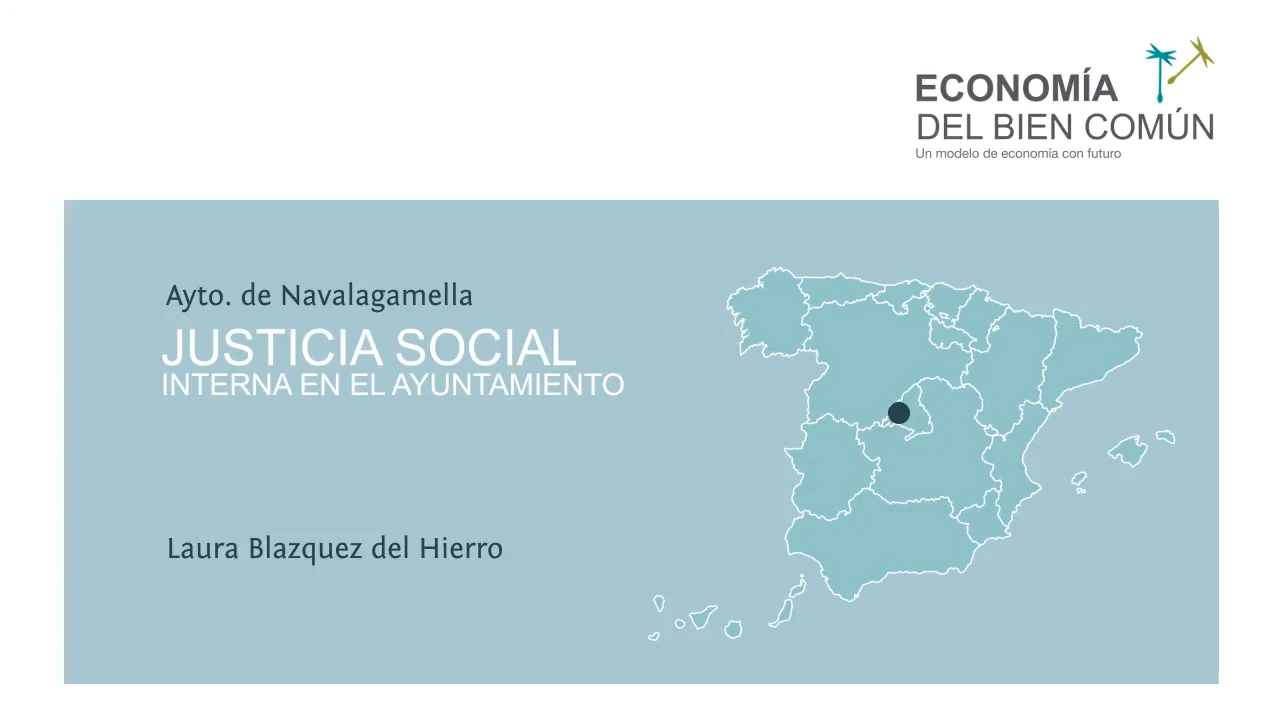 ECONOMÍA
DEL BIEN COMÚN
Un modelo de economía con futuro
Ayto. de Navalagamella
JUSTICIA SOCIAL
INTERNA EN EL AYUNTAMIENTO
Laura Blazquez del Hierro